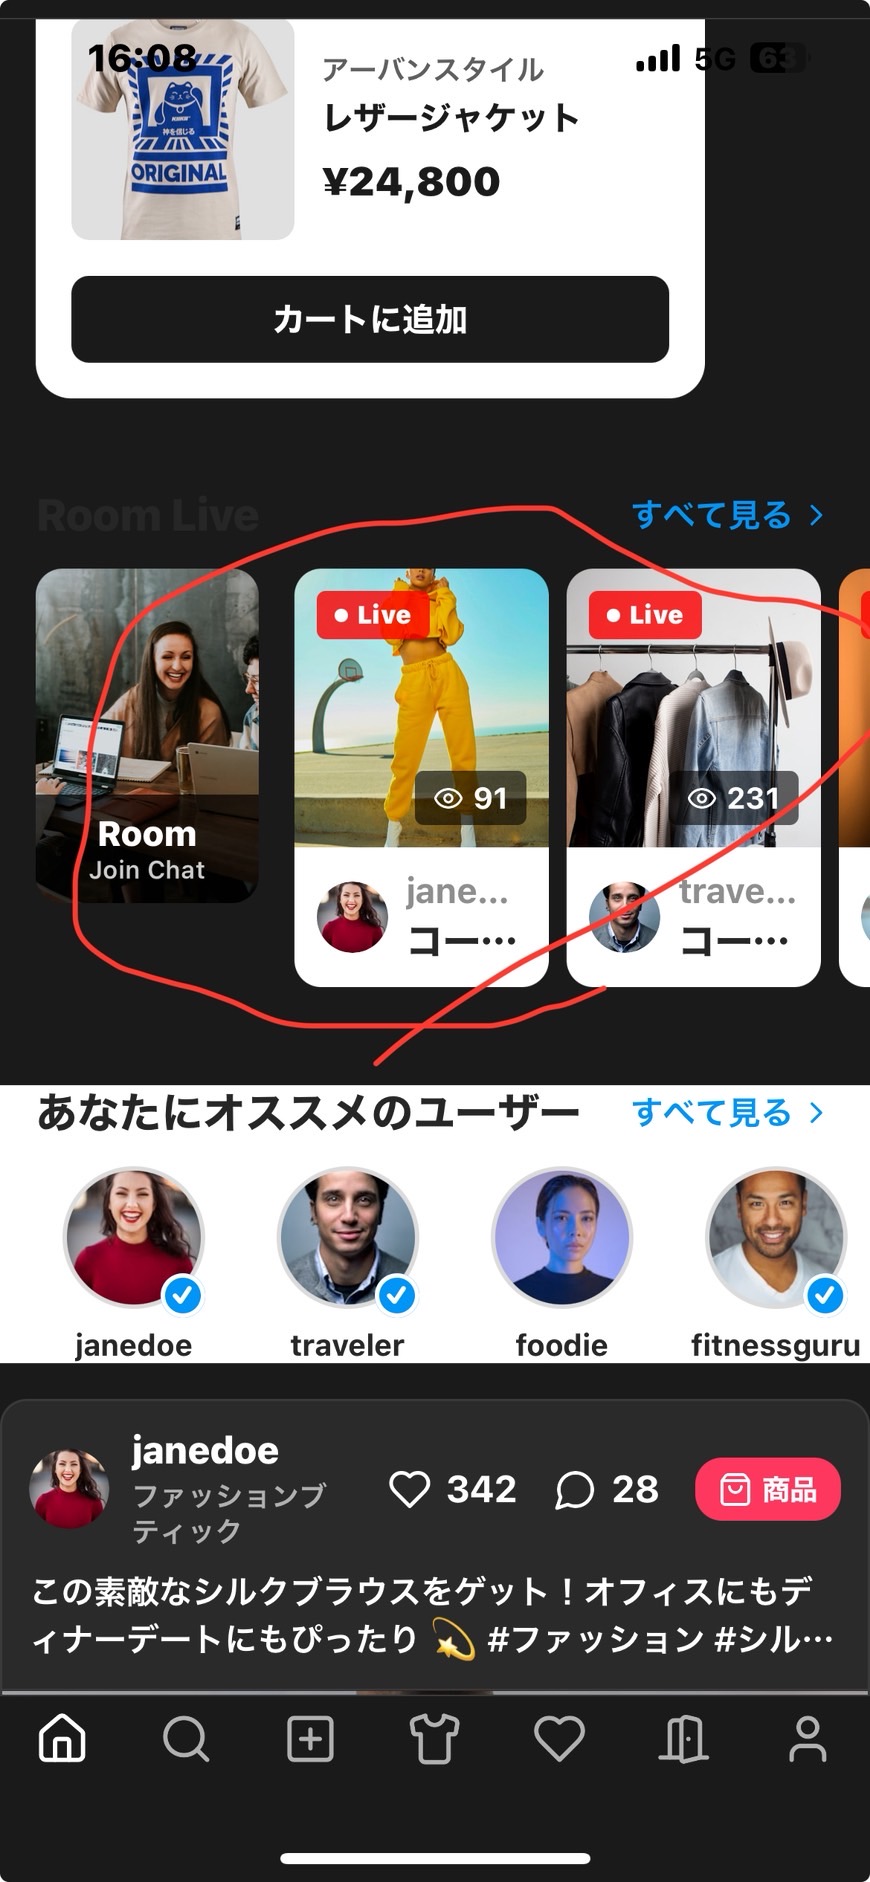 16:08
5G 63
神を信じる
ORIGINAL
アーバンスタイル
レザージャケット
¥24,800
カートに追加
Room Live
すべて見る
Live
Live
91
231
Room
Join Chat
jane...
コー…
trave...
コー…
あなたにオススメのユーザー
すべて見る
janedoe
traveler
foodie
fitnessguru
janedoe
ファッションブ
ティック
342
28
商品
この素敵なシルクブラウスをゲット！オフィスにもデ
ィナーデートにもぴったり 💫 #ファッション #シル…